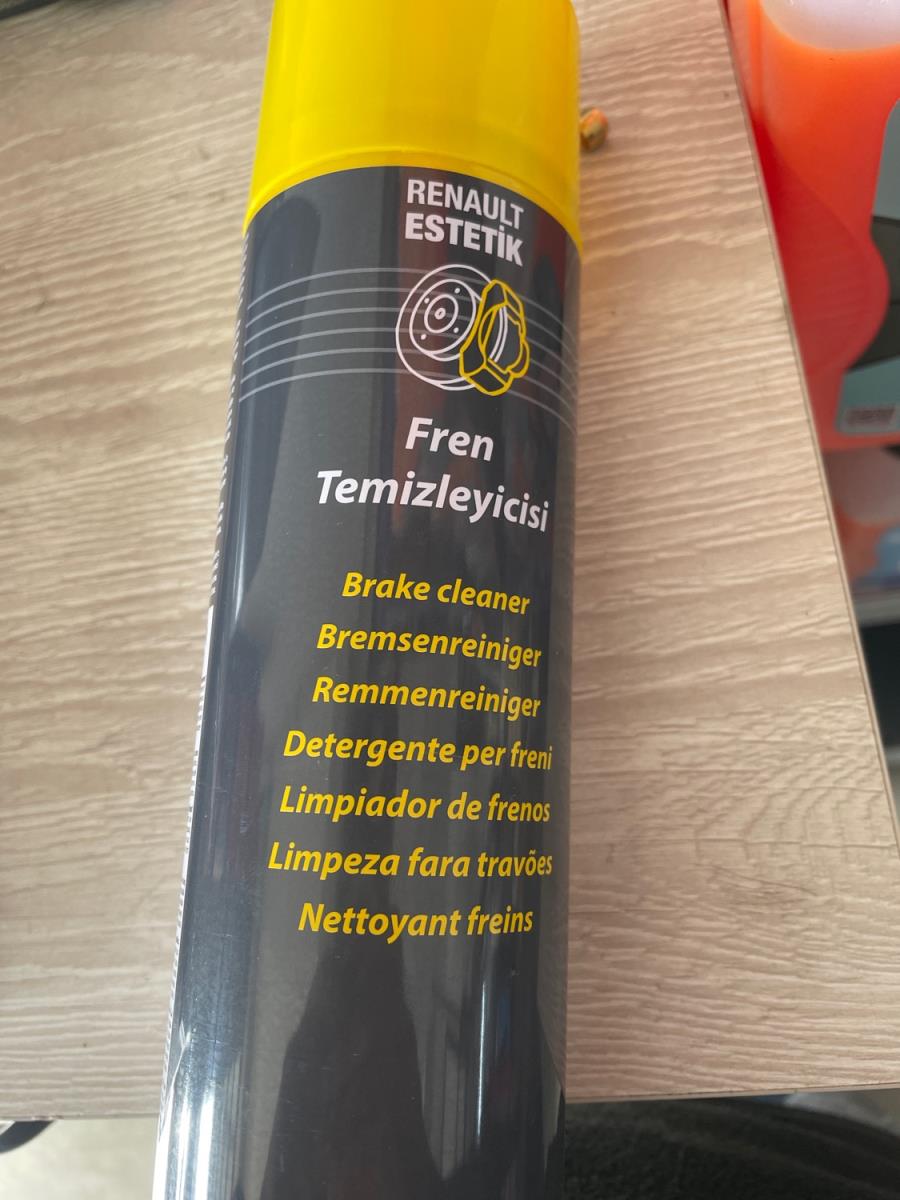 RENAULT
ESTETİK
Fren
Temizleyicisi
Brake cleaner
Bremsenreiniger
Remmenreiniger
Detergente per freni
Limpiador de frenos
Limpeza fara travões
Nettoyant freins